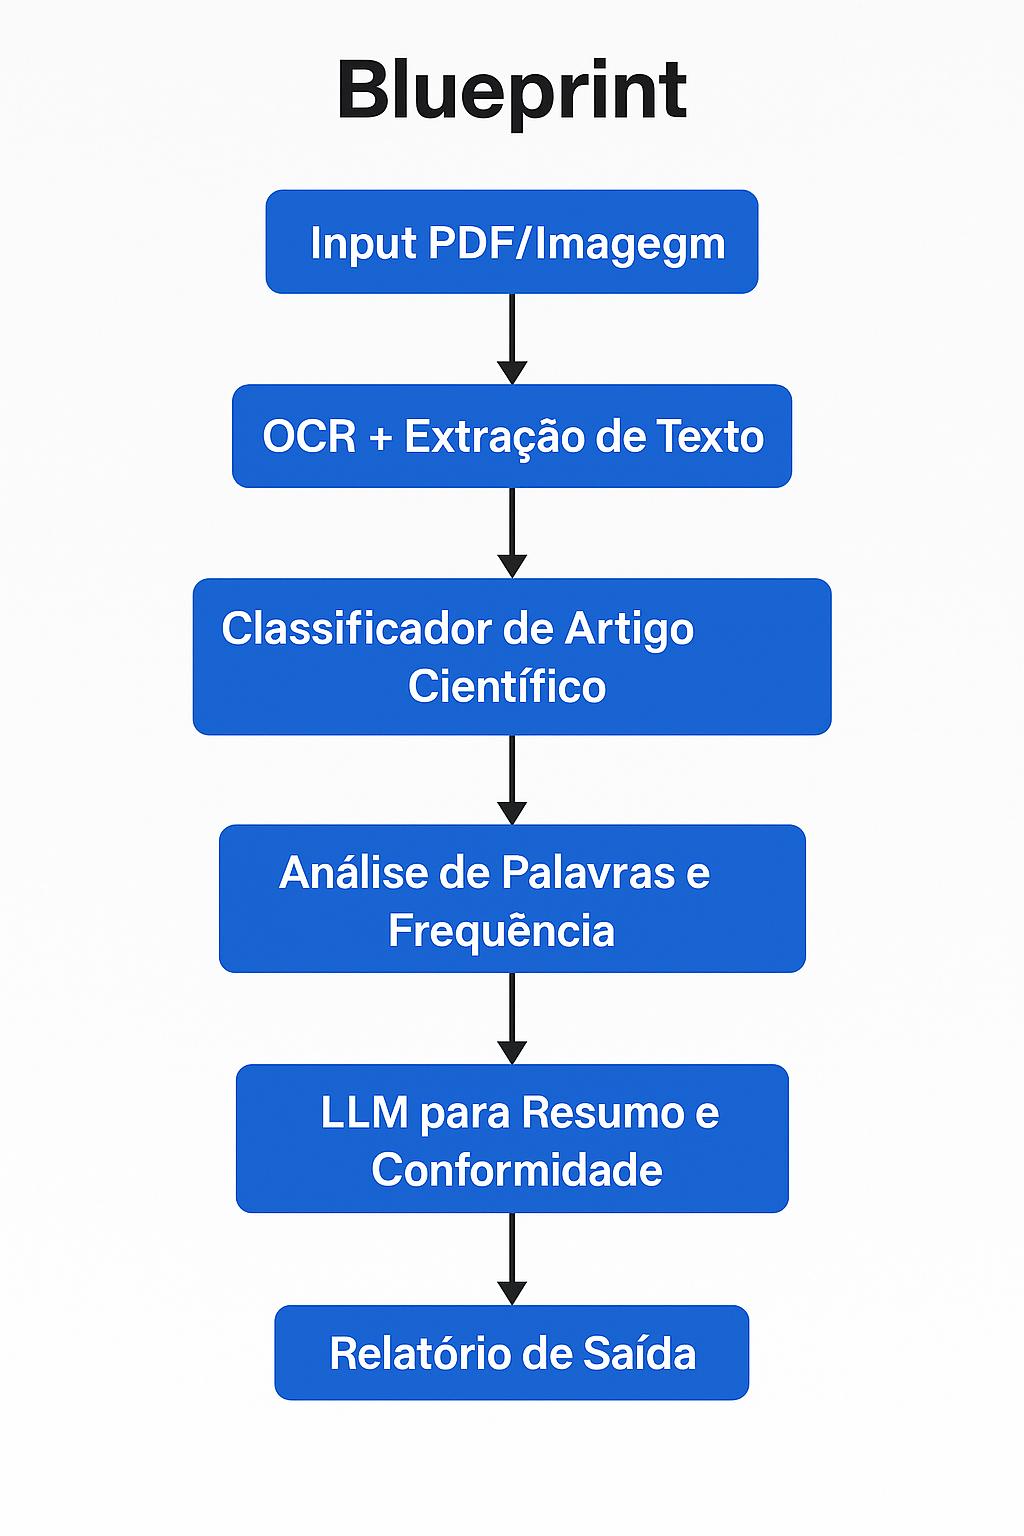 Blueprint
Input PDF/Imagegm
OCR + Extração de Texto
Classificador de Artigo
Científico
Análise de Palavras e
Frequẽncia
LLM para Resumo e
Conformidade
Relatório de Saída